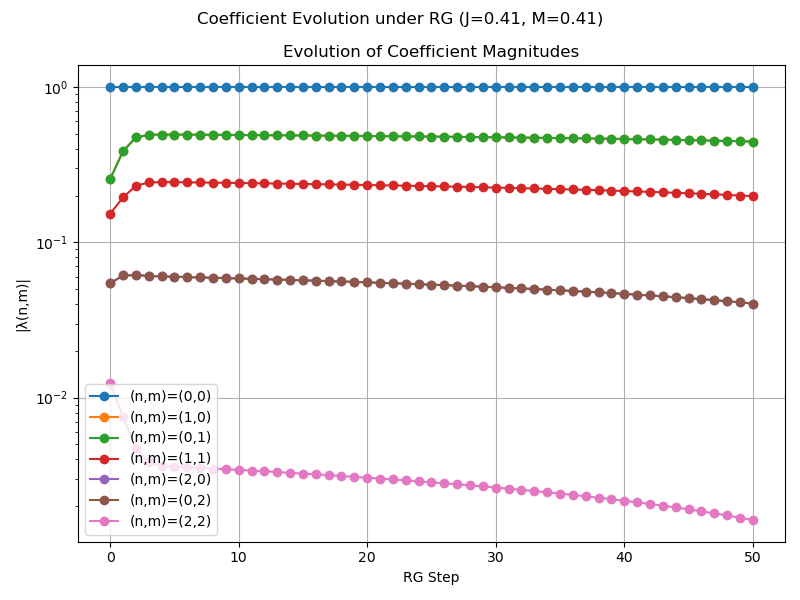 Coefficient Evolution under RG (J=0.41, M=0.41)
Evolution of Coefficient Magnitudes
|λ(n,m)|
10⁰
10⁻¹
10⁻²
(n,m)=(0,0)
(n,m)=(1,0)
(n,m)=(0,1)
(n,m)=(1,1)
(n,m)=(2,0)
(n,m)=(0,2)
(n,m)=(2,2)
0 10 20 30 40 50
RG Step